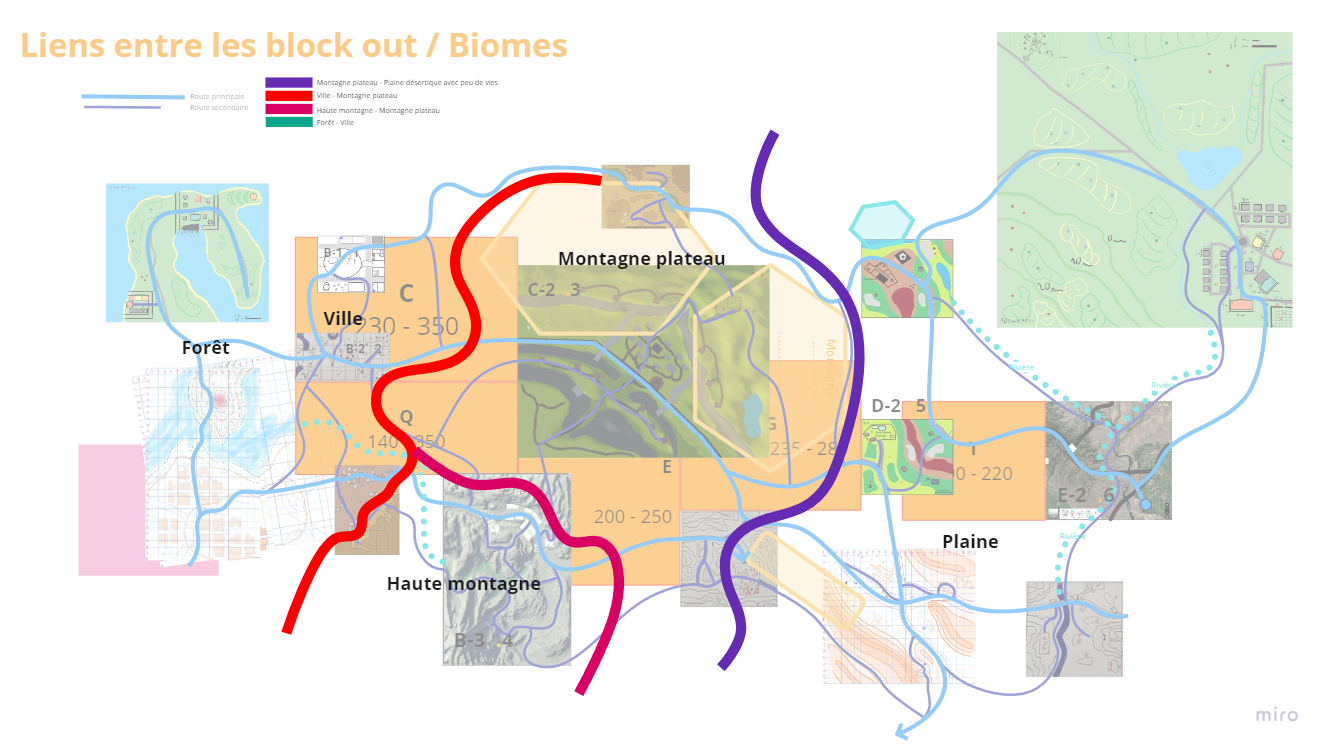 Liens entre les block out / Biomes
Route principale
Route secondaire
Montagne plateau - Plaine désertique avec peu de vies
Ville - Montagne plateau
Haute montagne - Montagne plateau
Forêt - Ville
B-1
C
230 - 350
Ville
B-2 2
Forêt
Montagne plateau
C-2 3
Q
140 - 350
E
200 - 250
G
235 - 28
D-2 5
I
0 - 220
E-2 6
Rivière
Rivière
Rivière
Plaine
Haute montagne
B-3 4
miro